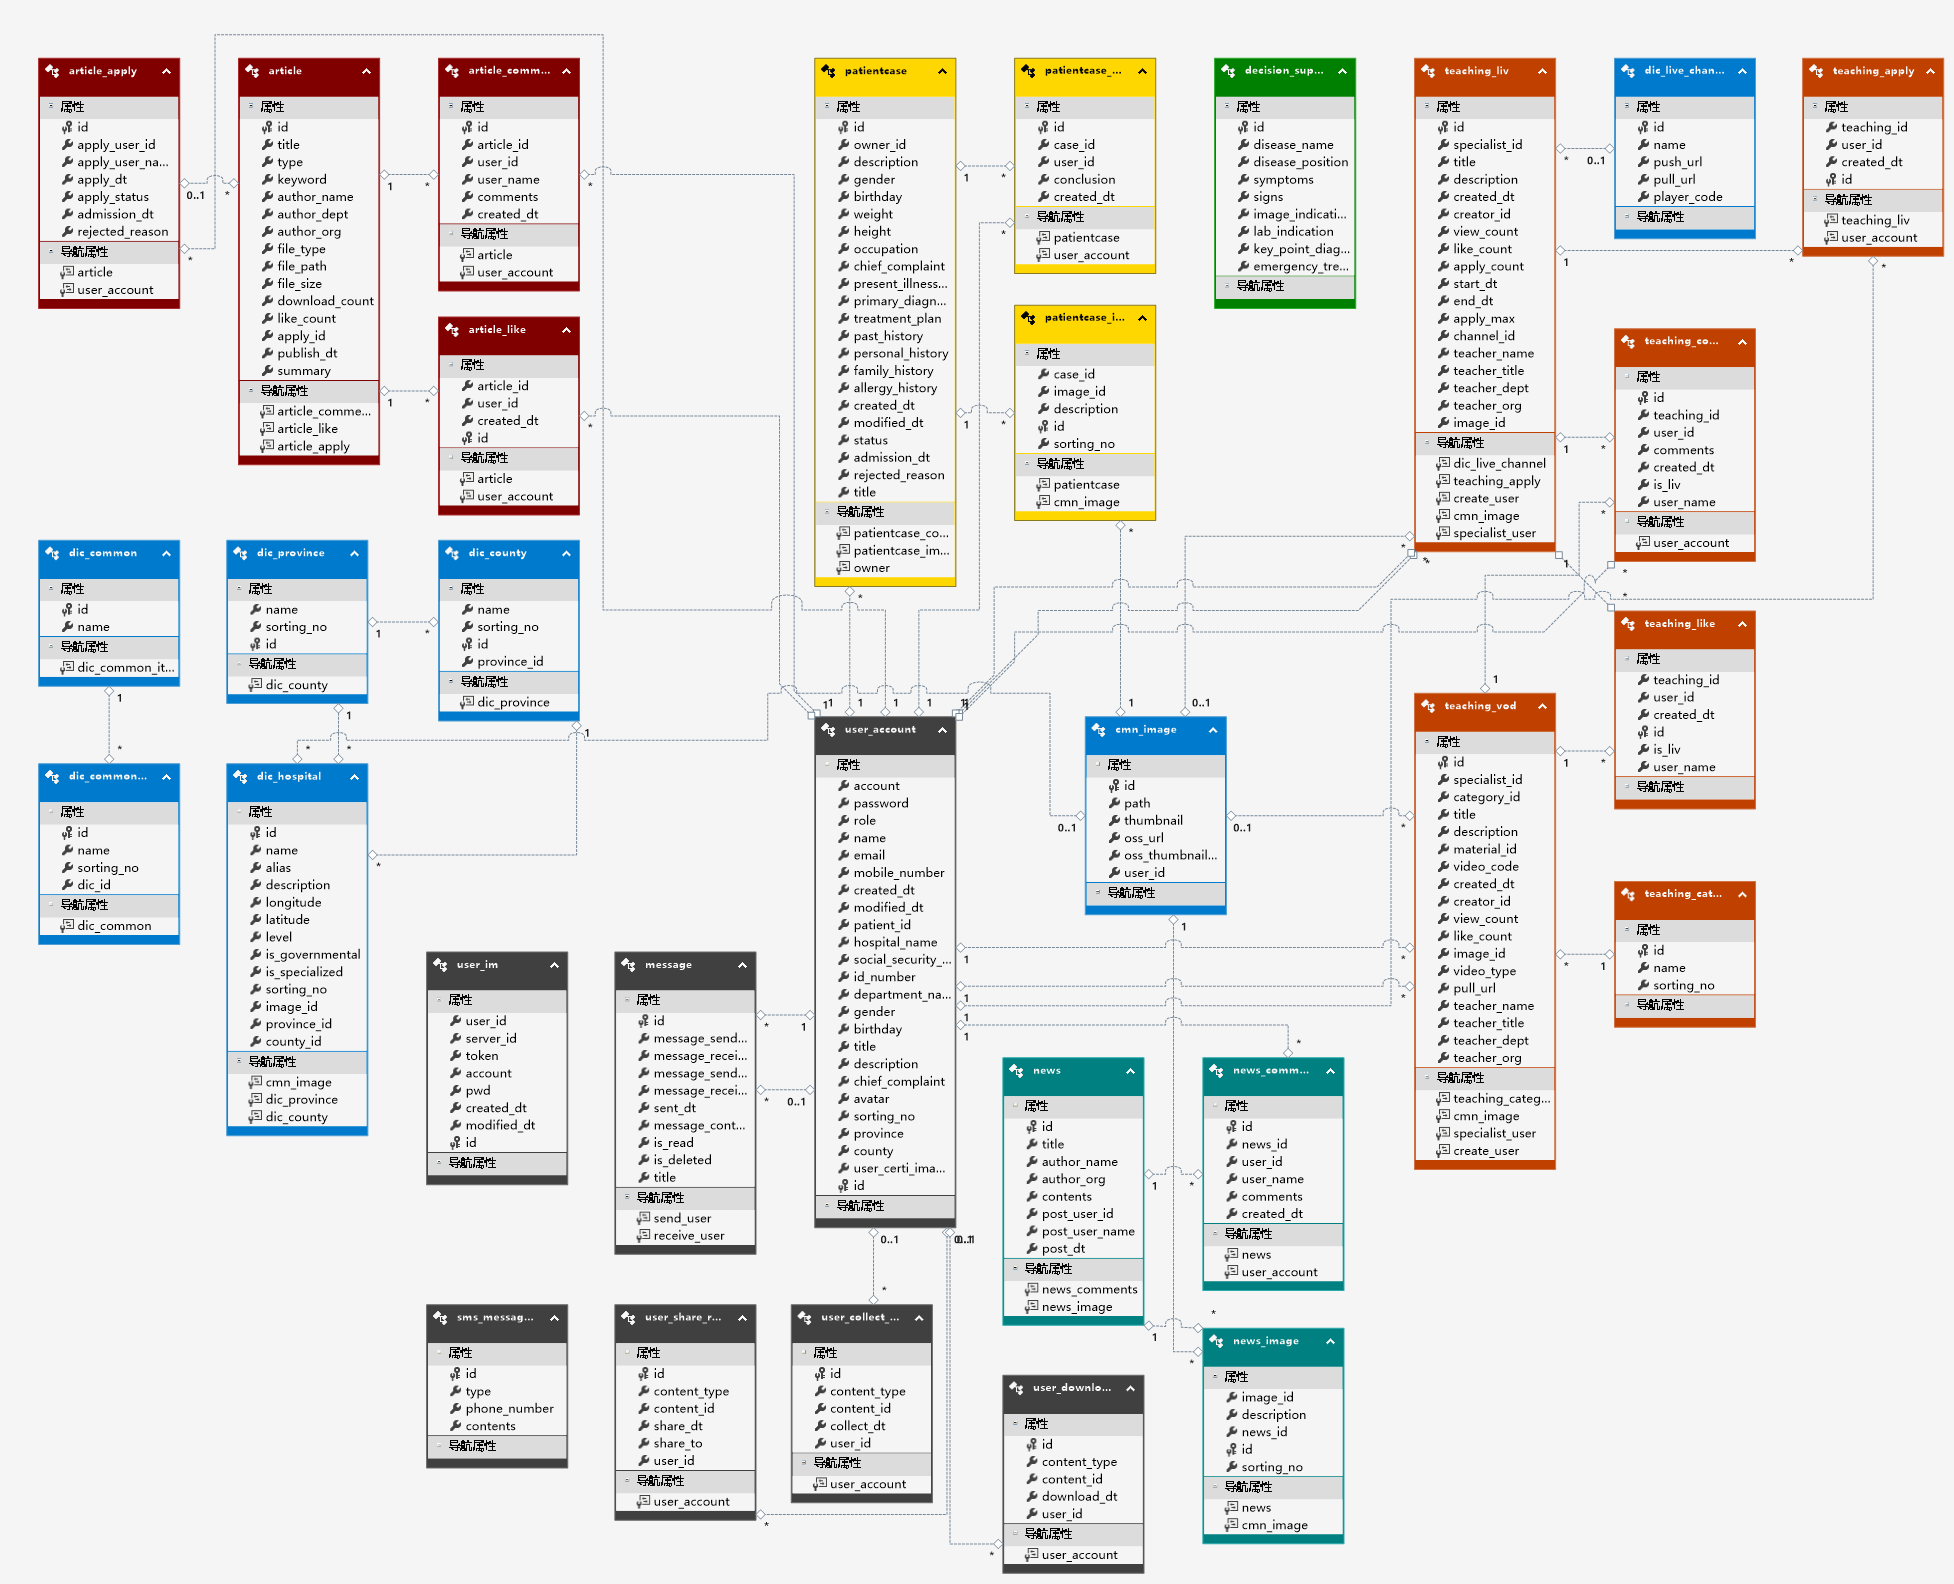 article_apply
属性
id
apply_user_id
apply_user_na...
apply_dt
apply_status
admission_dt
rejected_reason
导航属性
article
user_account
article
属性
id
title
type
keyword
author_name
author_dept
author_org
file_type
file_path
file_size
download_count
like_count
apply_id
publish_dt
summary
导航属性
article_comme...
article_like
article_apply
article_comm...
属性
id
article_id
user_id
user_name
comments
created_dt
导航属性
article
user_account
article_like
属性
article_id
user_id
created_dt
id
导航属性
article
user_account
patientcase
属性
id
owner_id
description
gender
birthday
weight
height
occupation
chief_complaint
present_illness...
primary_diagn...
treatment_plan
past_history
personal_history
family_history
allergy_history
created_dt
modified_dt
status
admission_dt
rejected_reason
title
导航属性
patientcase_co...
patientcase_im...
owner
patientcase_...
属性
id
case_id
user_id
conclusion
created_dt
导航属性
patientcase
user_account
patientcase_i...
属性
case_id
image_id
description
id
sorting_no
导航属性
patientcase
cmn_image
decision_sup...
属性
id
disease_name
disease_position
symptoms
signs
image_indicati...
lab_indication
key_point_diag...
emergency_tre...
导航属性
teaching_liv
属性
id
specialist_id
title
description
created_dt
creator_id
view_count
like_count
apply_count
start_dt
end_dt
apply_max
channel_id
teacher_name
teacher_title
teacher_dept
teacher_org
image_id
导航属性
dic_live_channel
teaching_apply
create_user
cmn_image
specialist_user
dic_live_chan...
属性
id
name
push_url
pull_url
player_code
导航属性
teaching_apply
属性
teaching_id
user_id
created_dt
id
导航属性
teaching_liv
user_account
teaching_co...
属性
id
teaching_id
user_id
comments
created_dt
is_liv
user_name
导航属性
user_account
teaching_like
属性
teaching_id
user_id
created_dt
id
is_liv
user_name
导航属性
dic_common
属性
id
name
导航属性
dic_common_it...
dic_province
属性
name
sorting_no
id
导航属性
dic_county
dic_county
属性
name
sorting_no
id
province_id
导航属性
dic_province
dic_common...
属性
id
name
sorting_no
dic_id
导航属性
dic_common
dic_hospital
属性
id
name
alias
description
longitude
latitude
level
is_governmental
is_specialized
sorting_no
image_id
province_id
county_id
导航属性
cmn_image
dic_province
dic_county
user_account
属性
account
password
role
name
email
mobile_number
created_dt
modified_dt
patient_id
hospital_name
social_security_...
id_number
department_na...
gender
birthday
title
description
chief_complaint
avatar
sorting_no
province
county
user_certi_ima...
id
导航属性
cmn_image
属性
id
path
thumbnail
oss_url
oss_thumbnail...
user_id
导航属性
teaching_vod
属性
id
specialist_id
category_id
title
description
material_id
video_code
created_dt
creator_id
view_count
like_count
image_id
video_type
pull_url
teacher_name
teacher_title
teacher_dept
teacher_org
导航属性
teaching_categ...
cmn_image
specialist_user
create_user
teaching_cat...
属性
id
name
sorting_no
导航属性
user_im
属性
user_id
server_id
token
account
pwd
created_dt
modified_dt
id
导航属性
message
属性
id
message_send...
message_recei...
message_send...
message_recei...
sent_dt
message_cont...
is_read
is_deleted
title
导航属性
send_user
receive_user
news
属性
id
title
author_name
author_org
contents
post_user_id
post_user_name
post_dt
导航属性
news_comments
news_image
news_comm...
属性
id
news_id
user_id
user_name
comments
created_dt
导航属性
news
user_account
sms_messag...
属性
id
type
phone_number
contents
导航属性
user_share_r...
属性
id
content_type
content_id
share_dt
share_to
user_id
导航属性
user_account
user_collect_...
属性
id
content_type
content_id
collect_dt
user_id
导航属性
user_account
user_downlo...
属性
id
content_type
content_id
download_dt
user_id
导航属性
user_account
news_image
属性
image_id
description
news_id
id
sorting_no
导航属性
news
cmn_image